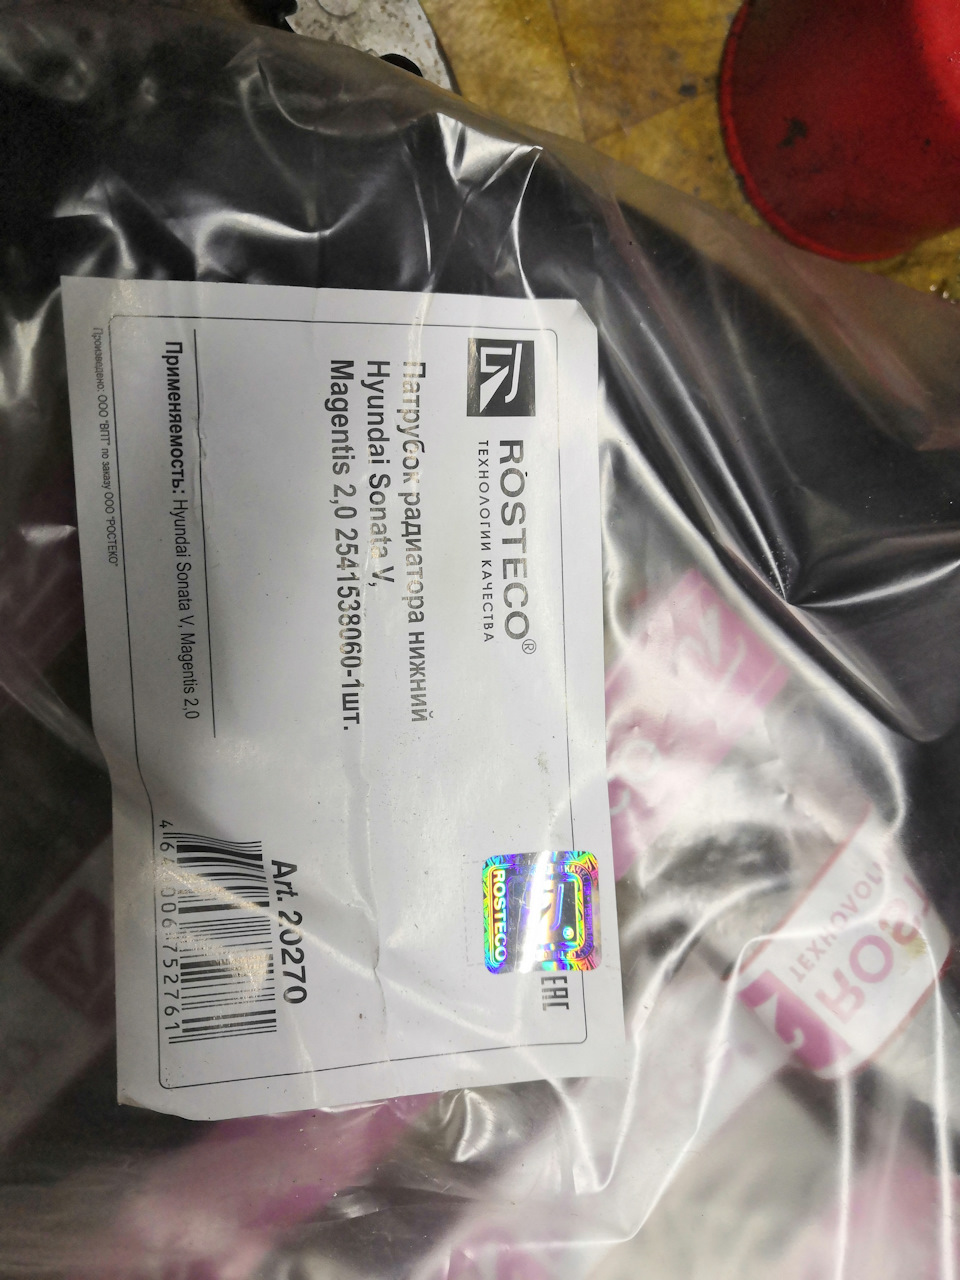 ROSTECO®
ТЕХНОЛОГИИ КАЧЕСТВА
Патрубок радиатора нижний
Hyundai Sonata V,
Magentis 2,0 2541538060-1шт.
Применяемость: Hyundai Sonata V, Magentis 2,0
Произведено: ООО "ВПТ" по заказу ООО "РОСТЕКО"
ROSTECO
EAC
Art. 20270